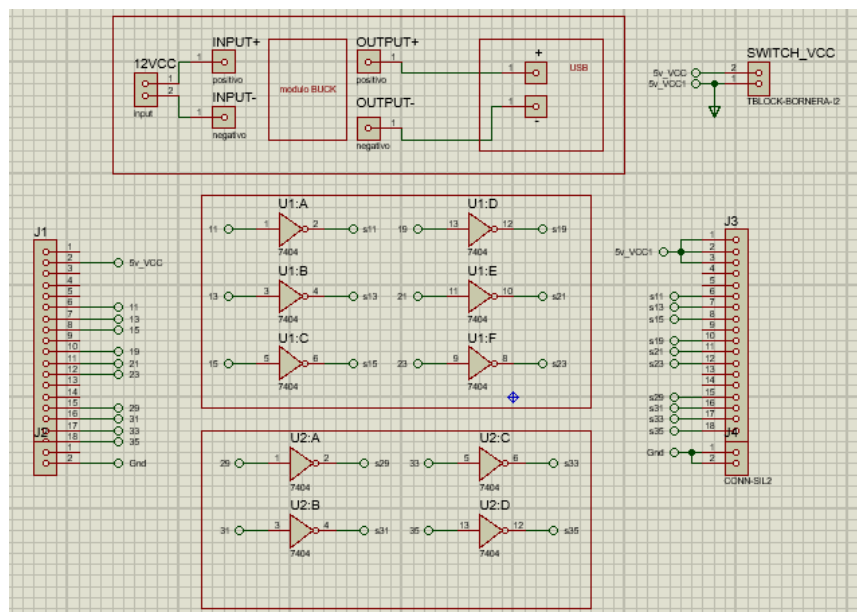 12VCC
1
2
input
INPUT+
1
positivo
INPUT-
1
negativo
modulo BUCK
OUTPUT+
1
positivo
OUTPUT-
1
negativo
+
1
USB
1
-
SWITCH_VCC
5v_VCC
2
5v_VCC1
1
TBLOCK-BORNERA-I2
J1
1
2
5v_VCC
3
4
5
6
11
7
13
8
15
9
10
19
11
21
12
23
13
14
15
29
16
31
17
33
18
35
J2
1
2
Gnd
U1:A
11
1
2
s11
7404
U1:B
13
3
4
s13
7404
U1:C
15
5
6
s15
7404
U1:D
19
13
12
s19
7404
U1:E
21
11
10
s21
7404
U1:F
23
9
8
s23
7404
U2:A
29
1
2
s29
7404
U2:B
31
3
4
s31
7404
U2:C
33
5
6
s33
7404
U2:D
35
13
12
s35
7404
J3
1
5v_VCC1
2
3
4
5
s11
6
s13
7
s15
8
9
s19
10
s21
11
s23
12
13
14
s29
15
s31
16
s33
17
s35
18
J4
Gnd
1
2
CONN-SIL2